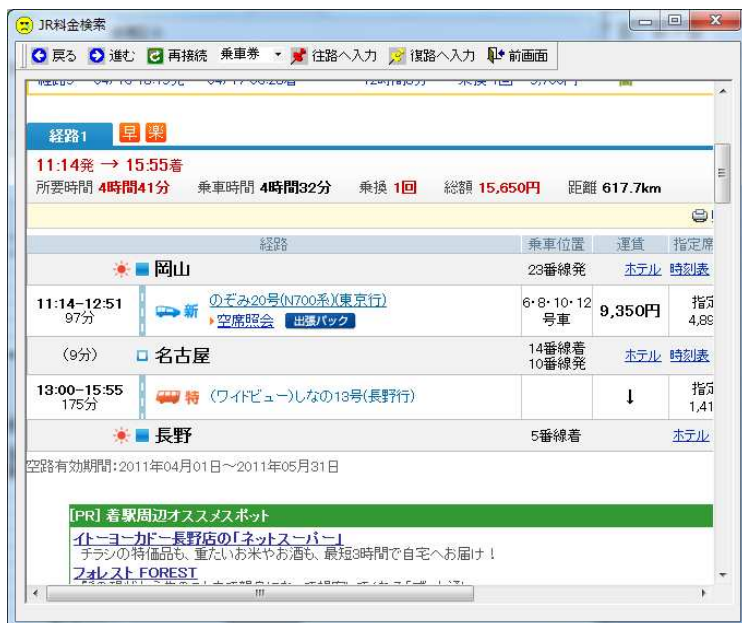 JR料金検索
戻る 進む 再接続 乗車券 往路へ入力 復路へ入力 前画面
経路1 早 楽
11:14発 → 15:55着
所要時間 4時間41分 乗車時間 4時間32分 乗換 1回 総額 15,650円 距離 617.7km
経路 乗車位置 運賃 指定席
岡山 23番線発 ホテル 時刻表
11:14-12:51 新 のぞみ20号(N700系)(東京行) 6・8・10・12 9,350円 指定
97分 空席照会 出張パック 号車 4,89
(9分) 名古屋 14番線着 ホテル 時刻表
10番線発
13:00-15:55 特 (ワイドビュー)しなの13号(長野行) ↓ 指定
175分 1,41
長野 5番線着 ホテル
空路有効期間:2011年04月01日～2011年05月31日
[PR] 着駅周辺オススメスポット
イトーヨーカドー長野店の「ネットスーパー」
チラシの特価品も、重たいお米やお酒も、最短3時間で自宅へお届け！
フォレスト FOREST